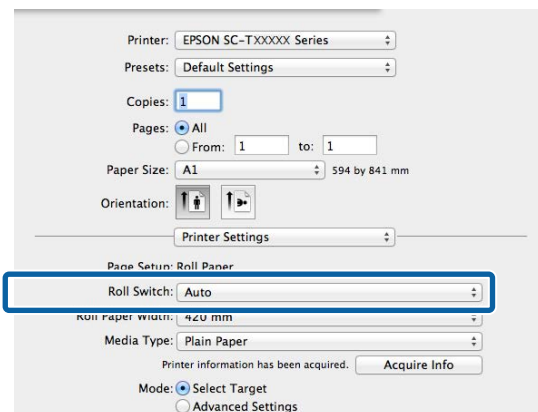 Printer: EPSON SC-TXXXXX Series
Presets: Default Settings
Copies: 1
Pages: All
From: 1 to: 1
Paper Size: A1 594 by 841 mm
Orientation:
Printer Settings
Page Setup: Roll Paper
Roll Switch: Auto
Roll Paper Width: 420 mm
Media Type: Plain Paper
Printer information has been acquired. Acquire Info
Mode: Select Target
Advanced Settings